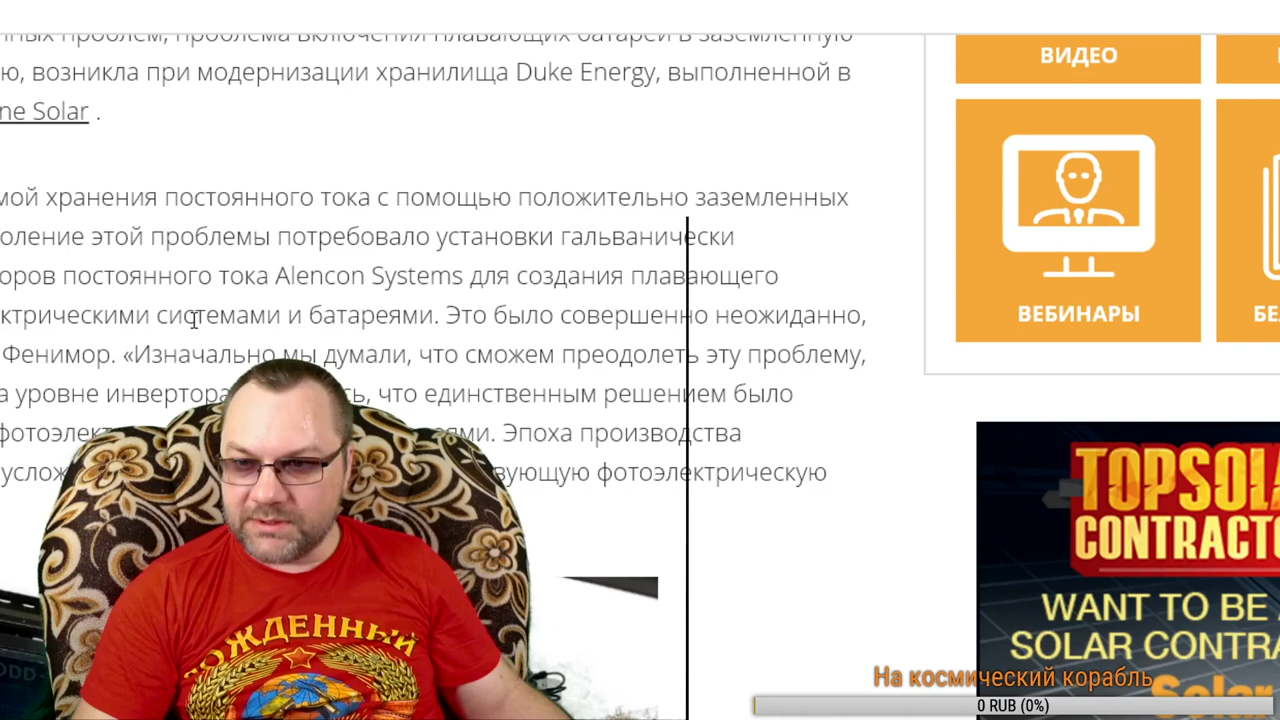 проблема включения плавающих батарей в заземленную
возникла при модернизации хранилища Duke Energy, выполненной в
ne Solar .
мой хранения постоянного тока с помощью положительно заземленных
оление этой проблемы потребовало установки гальванически
оров постоянного тока Alencon Systems для создания плавающего
ктрическими системами и батареями. Это было совершенно неожиданно,
Фенимор. «Изначально мы думали, что сможем преодолеть эту проблему,
а уровне инвертора сь, что единственным решением было
фотоэлект ями. Эпоха производства
услож вующую фотоэлектрическую
ВИДЕО
ВЕБИНАРЫ
БЕ
TOPSOLA
CONTRACTO
WANT TO BE A
SOLAR CONTRA
Solar
ОЖДЕННЫЙ
На космический корабль
0 RUB (0%)